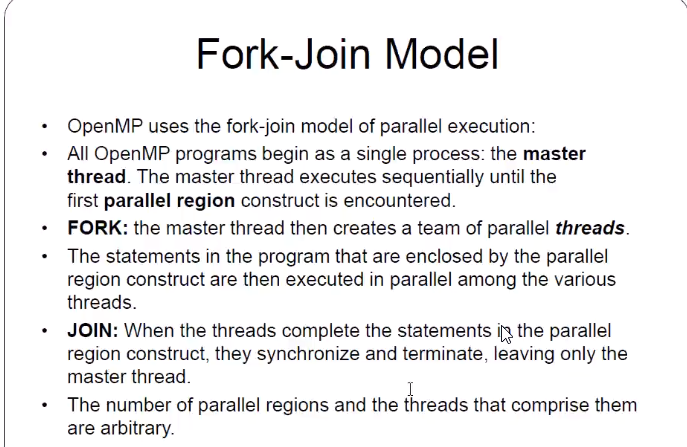 Fork-Join Model
• OpenMP uses the fork-join model of parallel execution:
• All OpenMP programs begin as a single process: the master
thread. The master thread executes sequentially until the
first parallel region construct is encountered.
• FORK: the master thread then creates a team of parallel threads.
• The statements in the program that are enclosed by the parallel
region construct are then executed in parallel among the various
threads.
• JOIN: When the threads complete the statements in the parallel
region construct, they synchronize and terminate, leaving only the
master thread.
• The number of parallel regions and the threads that comprise them
are arbitrary.